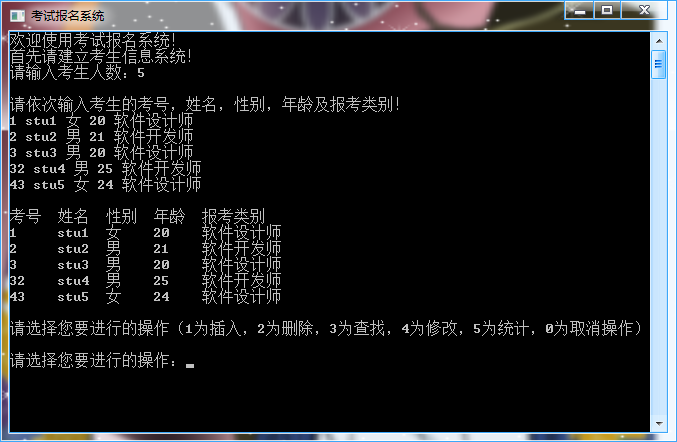 考试报名系统
欢迎使用考试报名系统!
首先请建立考生信息系统!
请输入考生人数：5
请依次输入考生的考号，姓名，性别，年龄及报考类别!
1 stu1 女 20 软件设计师
2 stu2 男 21 软件开发师
3 stu3 男 20 软件设计师
32 stu4 男 25 软件开发师
43 stu5 女 24 软件设计师
考号 姓名 性别 年龄 报考类别
1 stu1 女 20 软件设计师
2 stu2 男 21 软件开发师
3 stu3 男 20 软件设计师
32 stu4 男 25 软件开发师
43 stu5 女 24 软件设计师
请选择您要进行的操作（1为插入，2为删除，3为查找，4为修改，5为统计，0为取消操作）
请选择您要进行的操作：